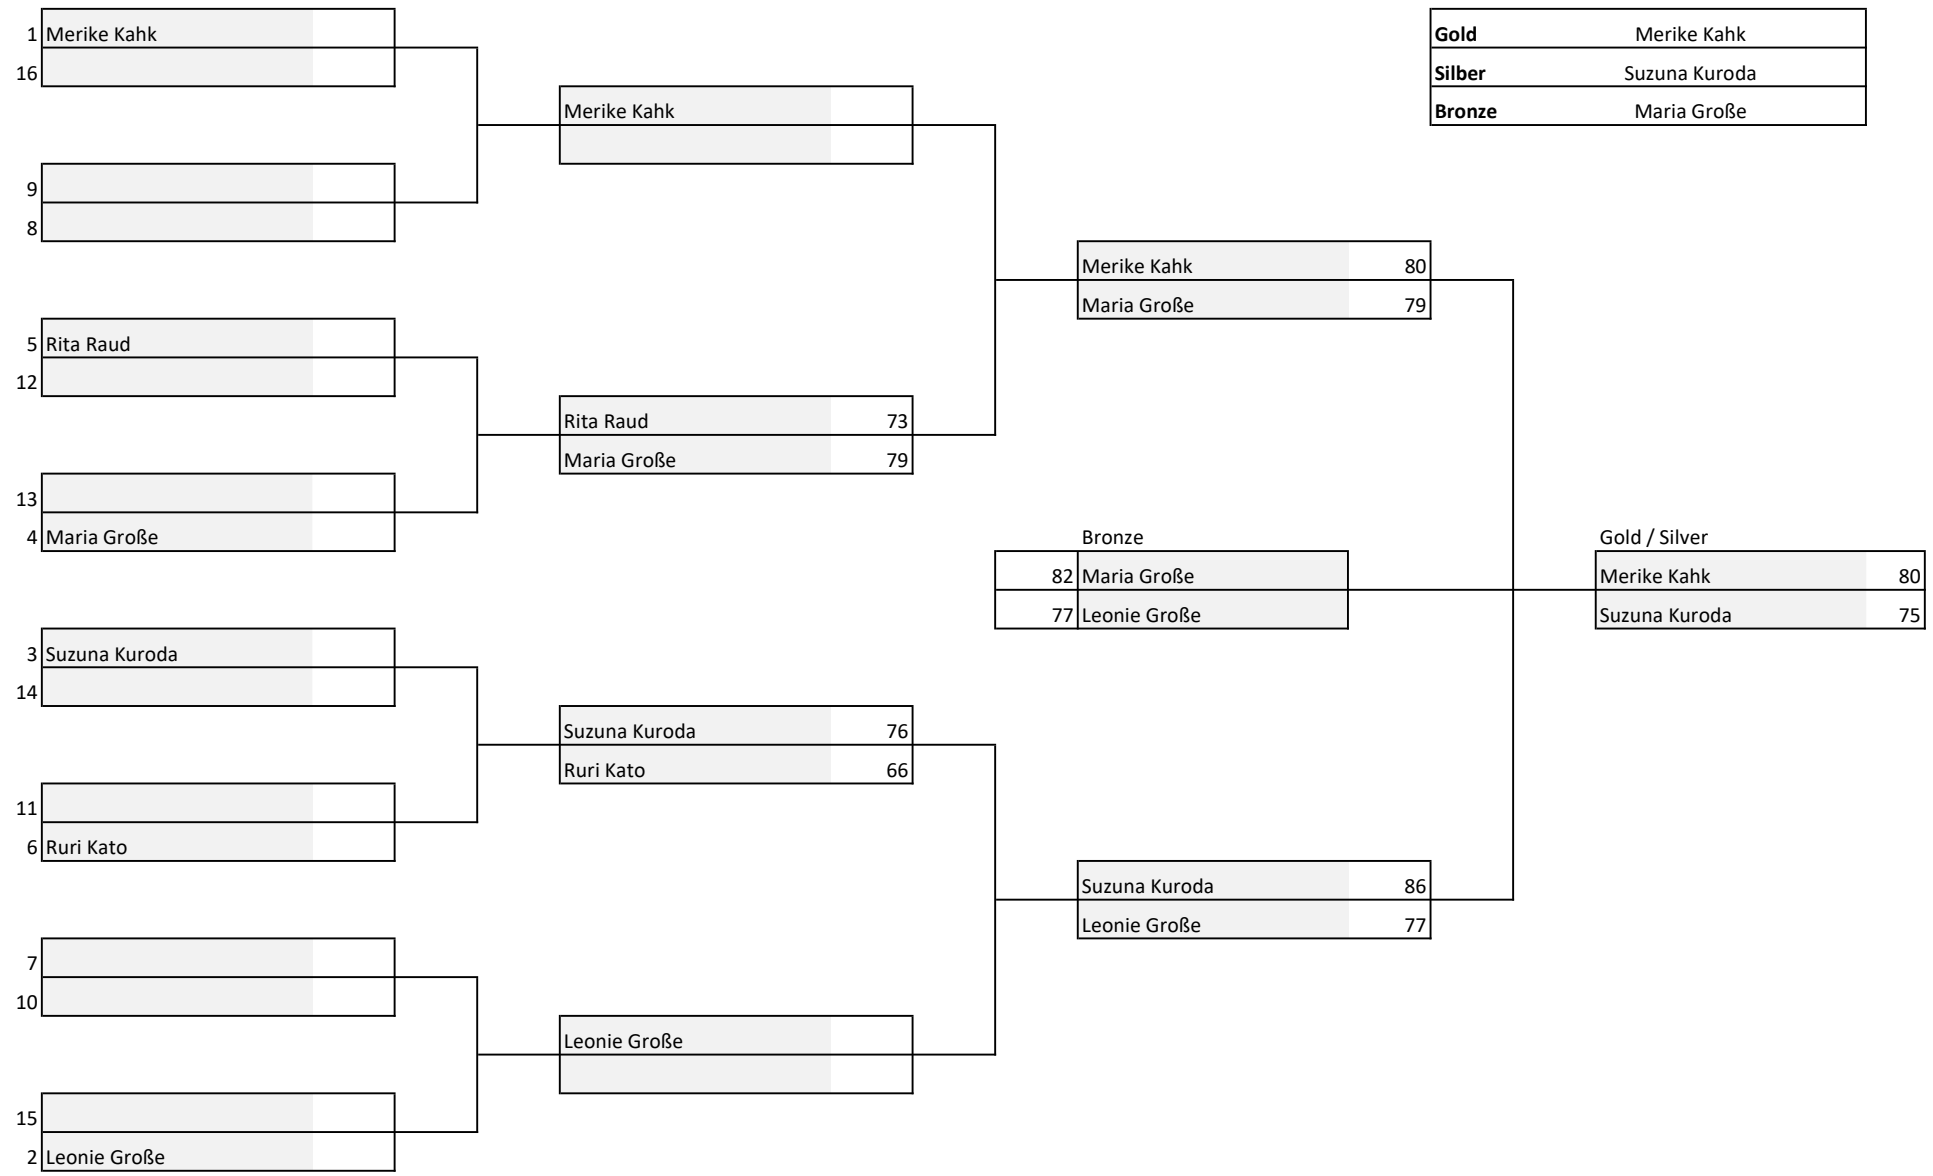 1 Merike Kahk
16
9
8
5 Rita Raud
12
13
4 Maria Große
3 Suzuna Kuroda
14
11
6 Ruri Kato
7
10
15
2 Leonie Große
Merike Kahk
Rita Raud 73
Maria Große 79
Suzuna Kuroda 76
Ruri Kato 66
Leonie Große
Merike Kahk 80
Maria Große 79
Bronze
82 Maria Große
77 Leonie Große
Suzuna Kuroda 86
Leonie Große 77
Gold / Silver
Merike Kahk 80
Suzuna Kuroda 75
Gold Merike Kahk
Silber Suzuna Kuroda
Bronze Maria Große